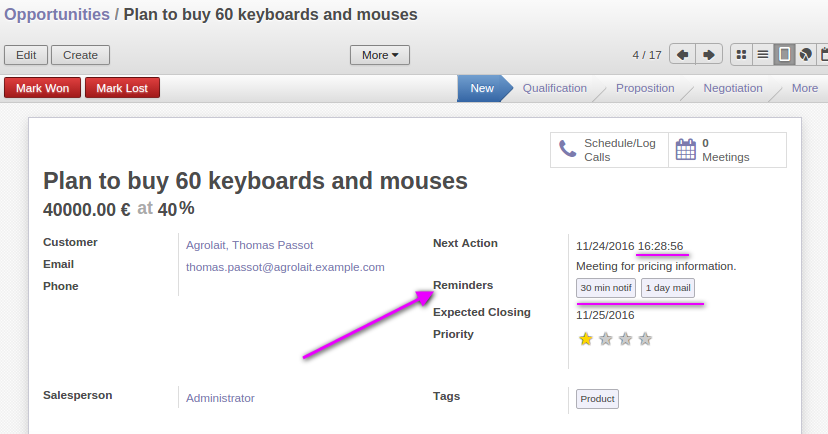 Opportunities / Plan to buy 60 keyboards and mouses
Edit Create More 4 / 17
Mark Won Mark Lost New Qualification Proposition Negotiation More
Schedule/Log Calls
0 Meetings
Plan to buy 60 keyboards and mouses
40000.00 € at 40%
Customer Agrolait, Thomas Passot
Email thomas.passot@agrolait.example.com
Phone
Next Action 11/24/2016 16:28:56
Meeting for pricing information.
Reminders 30 min notif 1 day mail
Expected Closing 11/25/2016
Priority
Salesperson Administrator
Tags Product